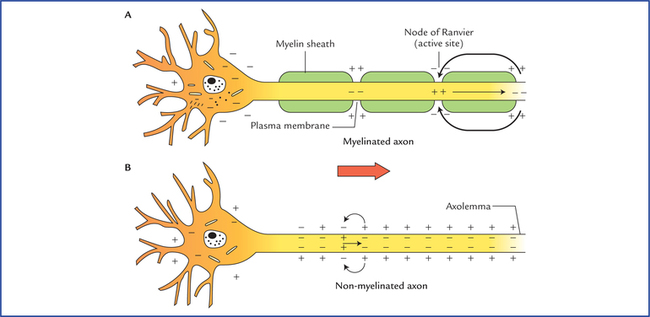 A
Myelin sheath
Node of Ranvier
(active site)
Plasma membrane
Myelinated axon
B
Axolemma
Non-myelinated axon